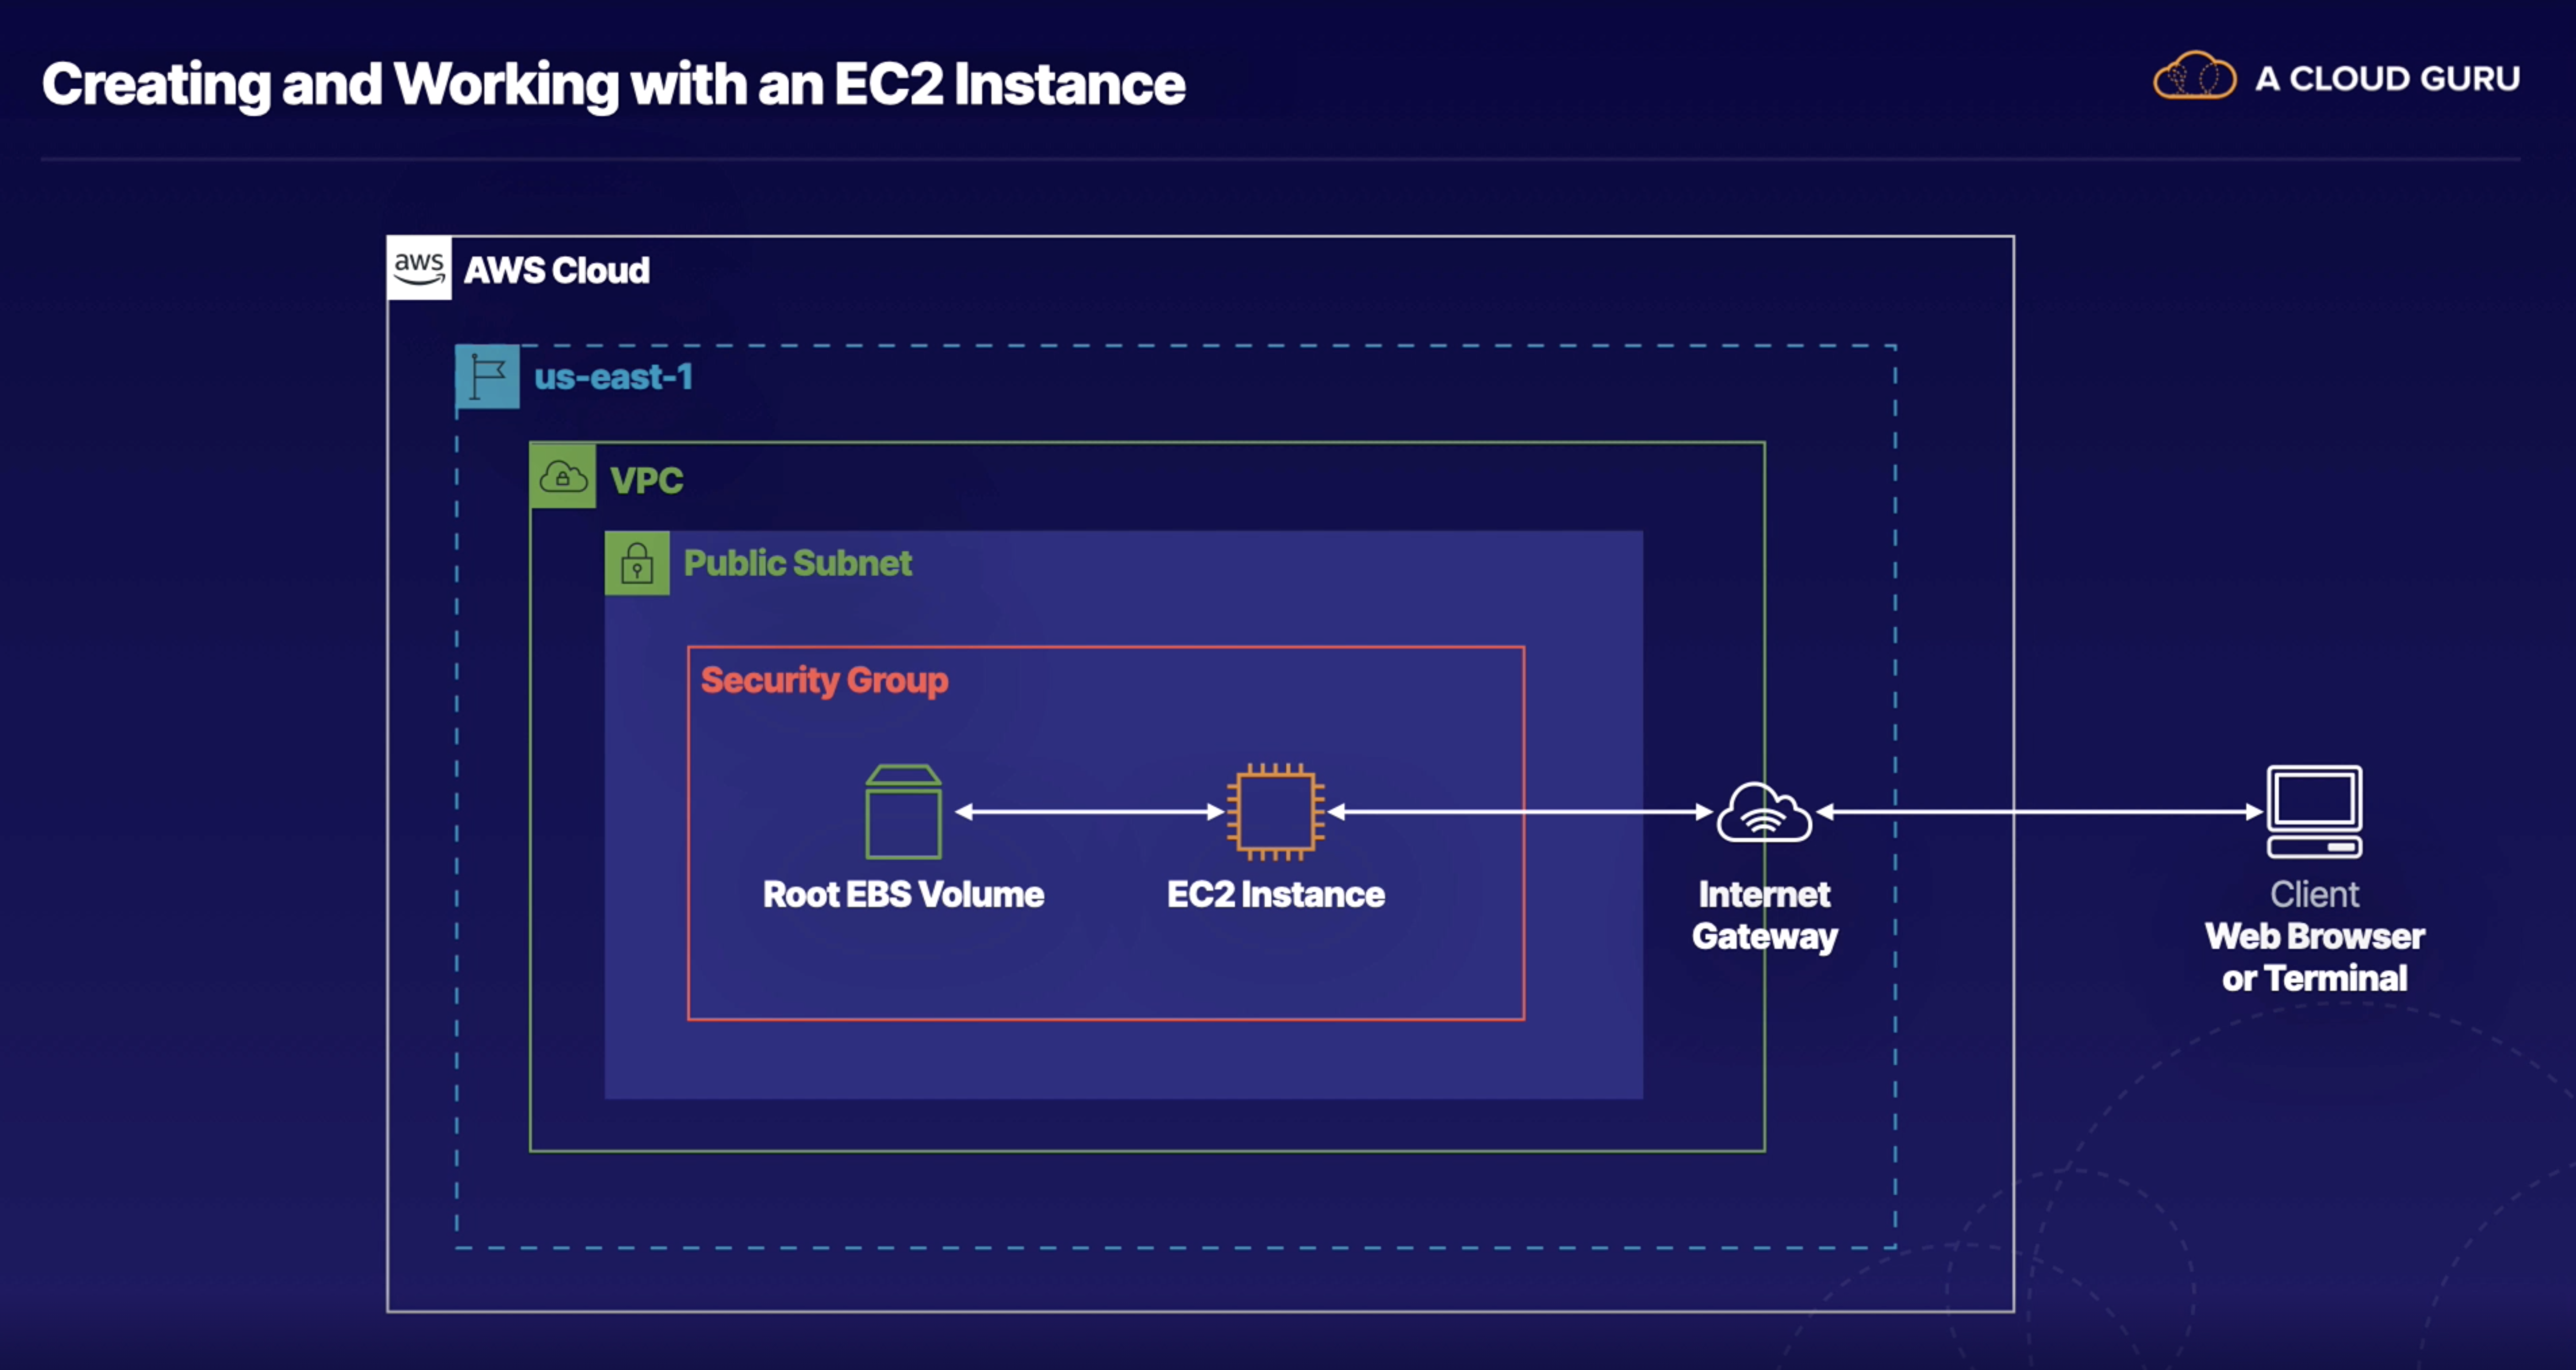 Creating and Working with an EC2 Instance
A CLOUD GURU
aws
AWS Cloud
us-east-1
VPC
Public Subnet
Security Group
Root EBS Volume
EC2 Instance
Internet
Gateway
Client
Web Browser
or Terminal